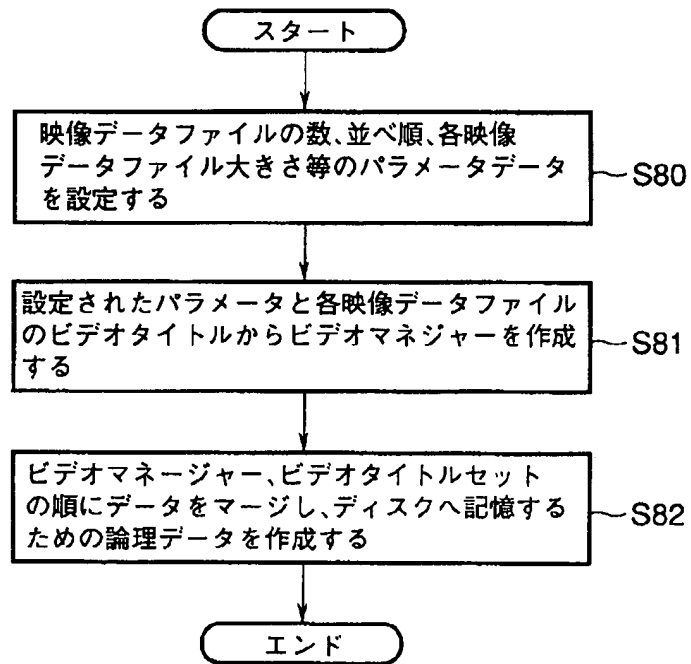 スタート
映像データファイルの数、並べ順、各映像
データファイル大きさ等のパラメータデータ
を設定する
S80
設定されたパラメータと各映像データファイル
のビデオタイトルからビデオマネジャーを作成
する
S81
ビデオマネージャー、ビデオタイトルセット
の順にデータをマージし、ディスクへ記憶する
ための論理データを作成する
S82
エンド